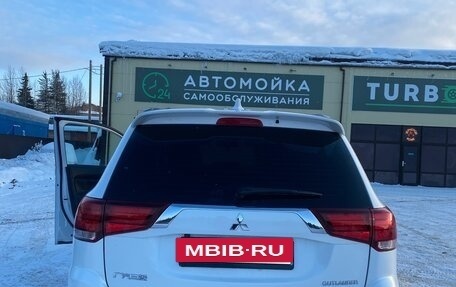 24 АВТОМОЙКА
САМООБСЛУЖИВАНИЯ
TURB
MBIB·RU
OUTLANDER